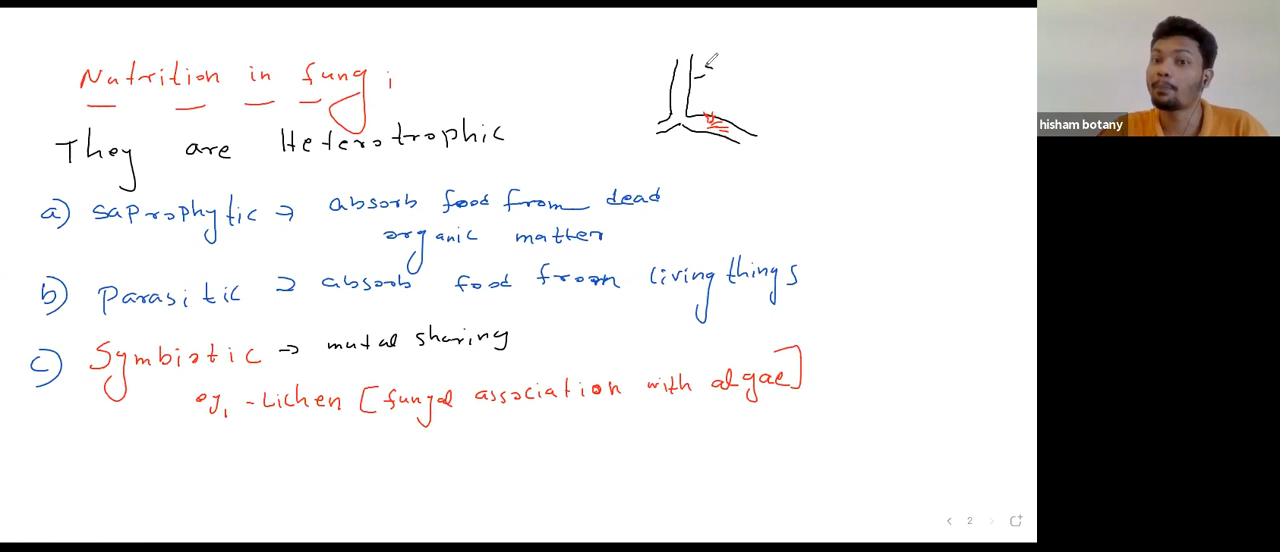 Nutrition in fungi
They are Heterotrophic
a) saprophytic → absorb food from dead
organic matter
b) Parasitic → absorb food from living things
c) Symbiotic → mutal sharing
eg, - Lichen [fungal association with algae]
hisham botany
2